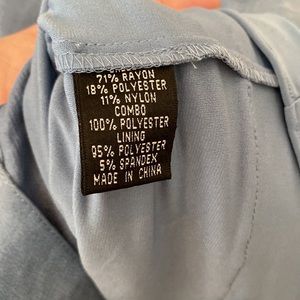 71% RAYON
18% POLYESTER
11% NYLON
COMBO
100% POLYESTER
LINING
95% POLYESTER
5% SPANDEX
MADE IN CHINA